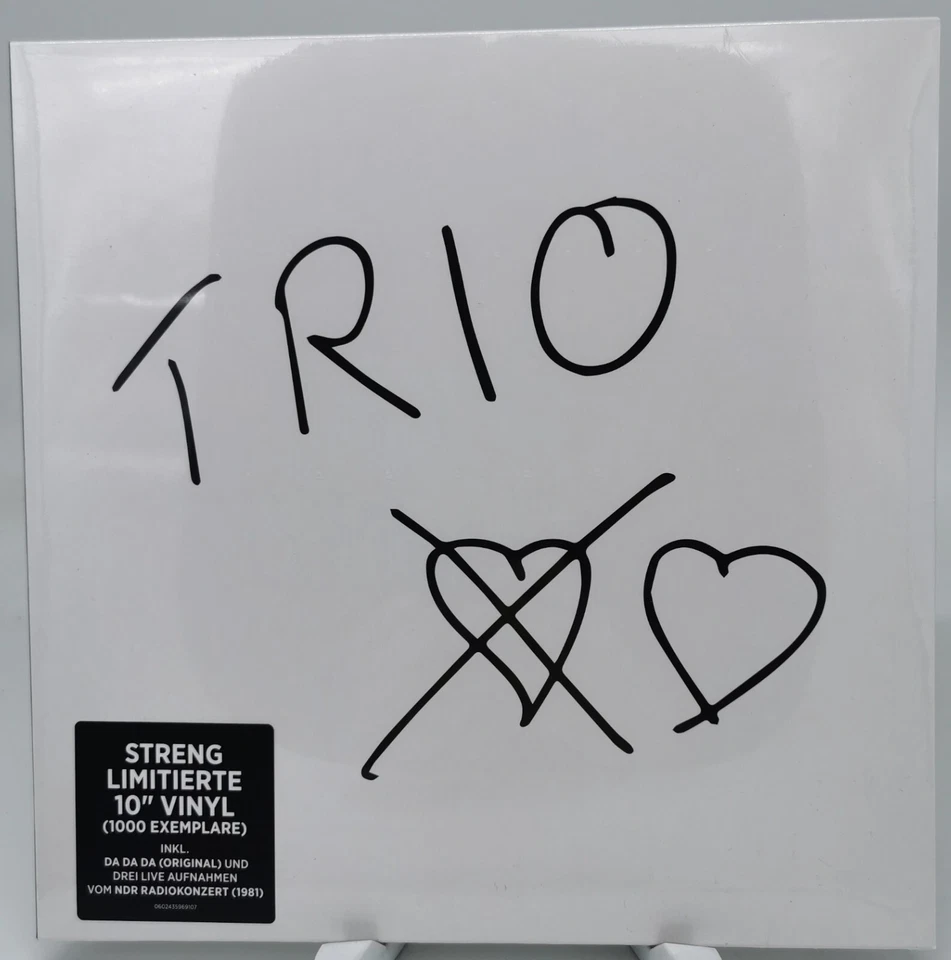 TRIO
STRENG
LIMITIERTE
10" VINYL
(1000 EXEMPLARE)
INKL.
DA DA DA (ORIGINAL) UND
DREI LIVE AUFNAHMEN
VOM NDR RADIOKONZERT (1981)
0602435969107